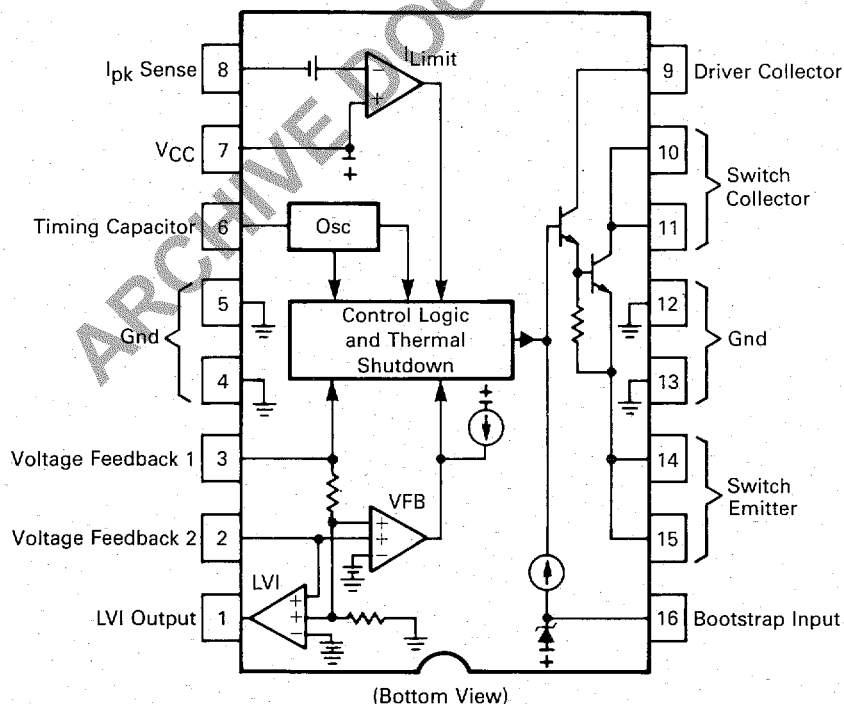 ARCHIVE DOC
Ipk Sense 8
ILimit
9 Driver Collector
VCC 7
10
Switch
Collector
11
Timing Capacitor 6
Osc
5
Gnd
4
Control Logic
and Thermal
Shutdown
12
Gnd
13
Voltage Feedback 1 3
14
Switch
Emitter
15
Voltage Feedback 2 2
VFB
LVI
LVI Output 1
16 Bootstrap Input
(Bottom View)